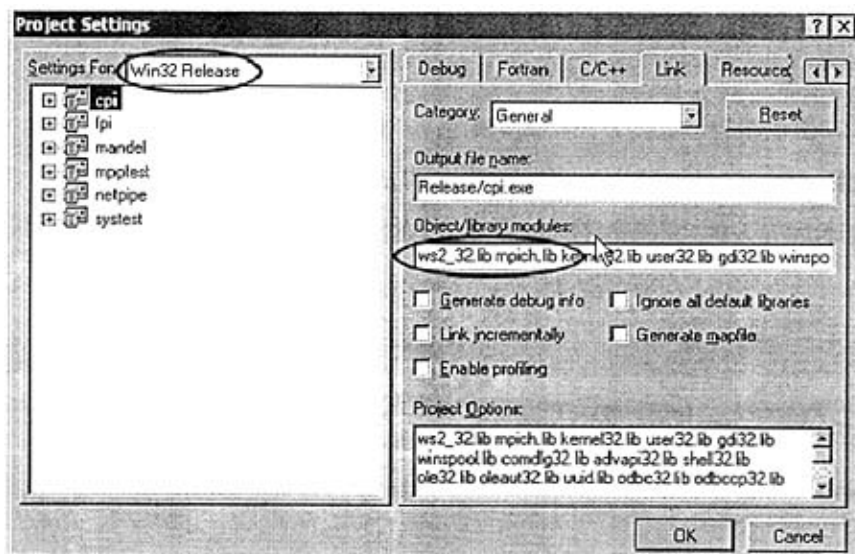 Project Settings
Settings For: Win32 Release
cpi
fpi
mandel
mpptest
netpipe
systest
Debug Fortran C/C++ Link Resource
Category: General Reset
Output file name:
Release/cpi.exe
Object/library modules:
ws2_32.lib mpich.lib kernel32.lib user32.lib gdi32.lib winspo
Generate debug info Ignore all default libraries
Link incrementally Generate mapfile
Enable profiling
Project Options:
ws2_32.lib mpich.lib kernel32.lib user32.lib gdi32.lib
winspool.lib comdlg32.lib advapi32.lib shell32.lib
ole32.lib oleaut32.lib uuid.lib odbc32.lib odbccp32.lib
OK Cancel